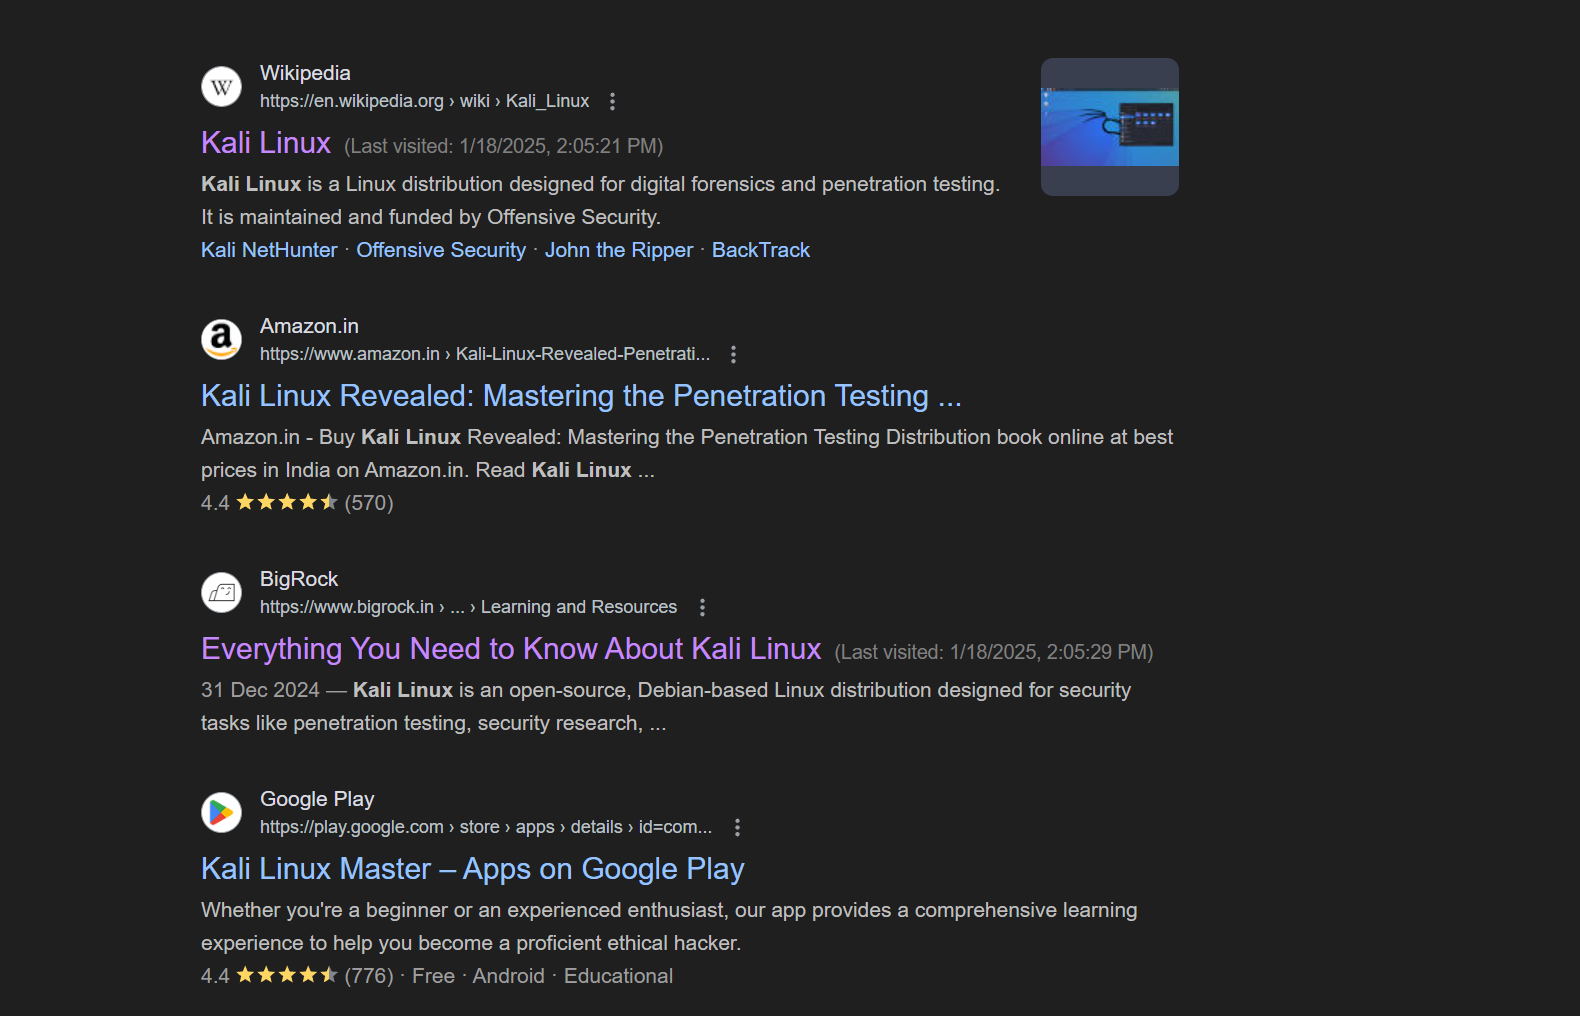 Wikipedia
https://en.wikipedia.org › wiki › Kali_Linux
Kali Linux (Last visited: 1/18/2025, 2:05:21 PM)
Kali Linux is a Linux distribution designed for digital forensics and penetration testing.
It is maintained and funded by Offensive Security.
Kali NetHunter · Offensive Security · John the Ripper · BackTrack
Amazon.in
https://www.amazon.in › Kali-Linux-Revealed-Penetrati...
Kali Linux Revealed: Mastering the Penetration Testing ...
Amazon.in - Buy Kali Linux Revealed: Mastering the Penetration Testing Distribution book online at best
prices in India on Amazon.in. Read Kali Linux ...
4.4 (570)
BigRock
https://www.bigrock.in › ... › Learning and Resources
Everything You Need to Know About Kali Linux (Last visited: 1/18/2025, 2:05:29 PM)
31 Dec 2024 — Kali Linux is an open-source, Debian-based Linux distribution designed for security
tasks like penetration testing, security research, ...
Google Play
https://play.google.com › store › apps › details › id=com...
Kali Linux Master – Apps on Google Play
Whether you're a beginner or an experienced enthusiast, our app provides a comprehensive learning
experience to help you become a proficient ethical hacker.
4.4 (776) · Free · Android · Educational